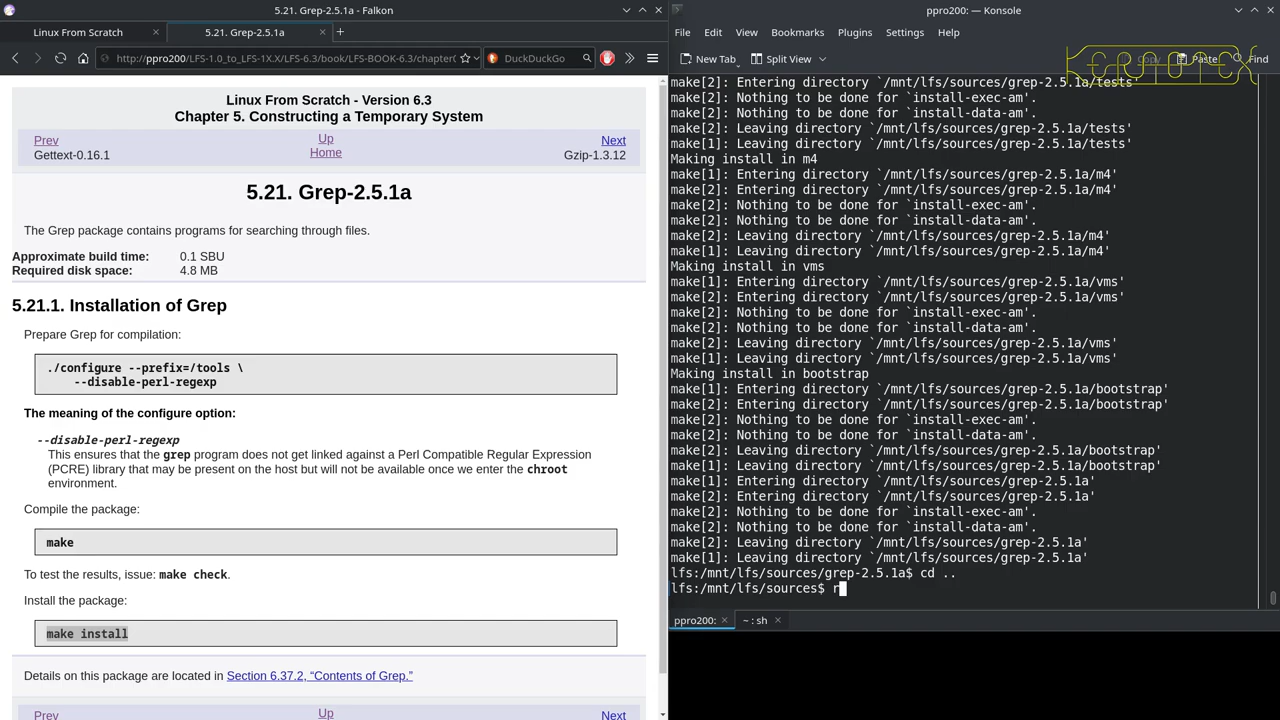 5.21. Grep-2.5.1a - Falkon
Linux From Scratch
5.21. Grep-2.5.1a
http://ppro200/LFS-1.0_to_LFS-1X.X/LFS-6.3/book/LFS-BOOK-6.3/chapter(
DuckDuckGo
Linux From Scratch - Version 6.3
Chapter 5. Constructing a Temporary System
Prev
Up
Next
Gettext-0.16.1
Home
Gzip-1.3.12
5.21. Grep-2.5.1a
The Grep package contains programs for searching through files.
Approximate build time: 0.1 SBU
Required disk space: 4.8 MB
5.21.1. Installation of Grep
Prepare Grep for compilation:
./configure --prefix=/tools \
--disable-perl-regexp
The meaning of the configure option:
--disable-perl-regexp
This ensures that the grep program does not get linked against a Perl Compatible Regular Expression
(PCRE) library that may be present on the host but will not be available once we enter the chroot
environment.
Compile the package:
make
To test the results, issue: make check.
Install the package:
make install
Details on this package are located in Section 6.37.2, “Contents of Grep.”
Prev
Up
Next
ppro200: — Konsole
File Edit View Bookmarks Plugins Settings Help
New Tab Split View Copy Paste Find
make[2]: Entering directory `/mnt/lfs/sources/grep-2.5.1a/tests'
make[2]: Nothing to be done for `install-exec-am'.
make[2]: Nothing to be done for `install-data-am'.
make[2]: Leaving directory `/mnt/lfs/sources/grep-2.5.1a/tests'
make[1]: Leaving directory `/mnt/lfs/sources/grep-2.5.1a/tests'
Making install in m4
make[1]: Entering directory `/mnt/lfs/sources/grep-2.5.1a/m4'
make[2]: Entering directory `/mnt/lfs/sources/grep-2.5.1a/m4'
make[2]: Nothing to be done for `install-exec-am'.
make[2]: Nothing to be done for `install-data-am'.
make[2]: Leaving directory `/mnt/lfs/sources/grep-2.5.1a/m4'
make[1]: Leaving directory `/mnt/lfs/sources/grep-2.5.1a/m4'
Making install in vms
make[1]: Entering directory `/mnt/lfs/sources/grep-2.5.1a/vms'
make[2]: Entering directory `/mnt/lfs/sources/grep-2.5.1a/vms'
make[2]: Nothing to be done for `install-exec-am'.
make[2]: Nothing to be done for `install-data-am'.
make[2]: Leaving directory `/mnt/lfs/sources/grep-2.5.1a/vms'
make[1]: Leaving directory `/mnt/lfs/sources/grep-2.5.1a/vms'
Making install in bootstrap
make[1]: Entering directory `/mnt/lfs/sources/grep-2.5.1a/bootstrap'
make[2]: Entering directory `/mnt/lfs/sources/grep-2.5.1a/bootstrap'
make[2]: Nothing to be done for `install-exec-am'.
make[2]: Nothing to be done for `install-data-am'.
make[2]: Leaving directory `/mnt/lfs/sources/grep-2.5.1a/bootstrap'
make[1]: Leaving directory `/mnt/lfs/sources/grep-2.5.1a/bootstrap'
make[1]: Entering directory `/mnt/lfs/sources/grep-2.5.1a'
make[2]: Entering directory `/mnt/lfs/sources/grep-2.5.1a'
make[2]: Nothing to be done for `install-exec-am'.
make[2]: Nothing to be done for `install-data-am'.
make[2]: Leaving directory `/mnt/lfs/sources/grep-2.5.1a'
make[1]: Leaving directory `/mnt/lfs/sources/grep-2.5.1a'
lfs:/mnt/lfs/sources/grep-2.5.1a$ cd ..
lfs:/mnt/lfs/sources$ r
ppro200:
~ : sh